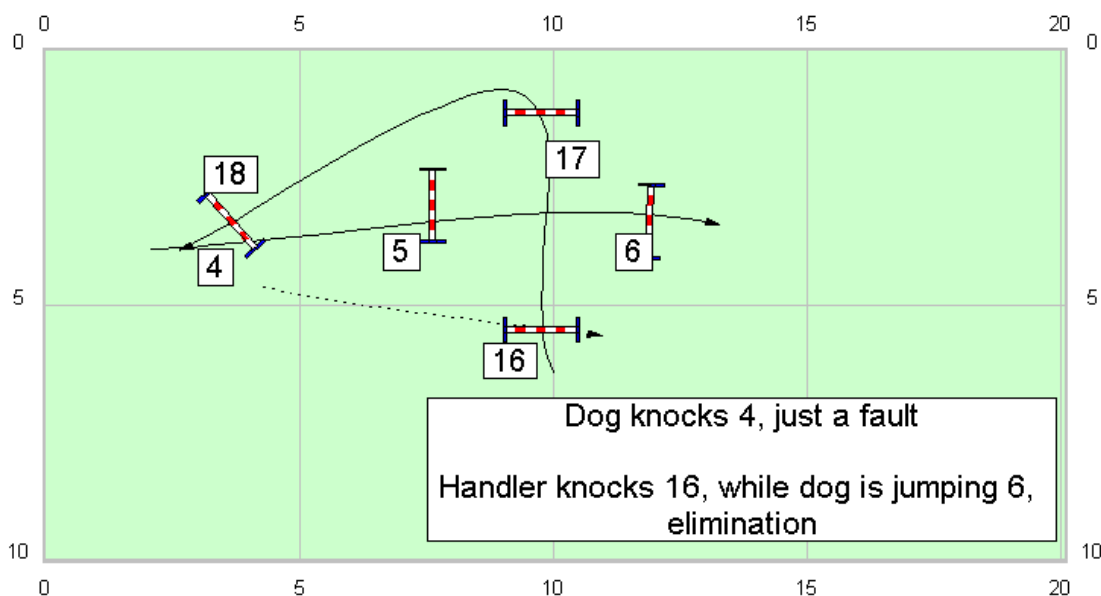 0 5 10 15 20
0 0
17
18
5 6
4
5 5
16
Dog knocks 4, just a fault
Handler knocks 16, while dog is jumping 6,
elimination
10 10
0 5 10 15 20